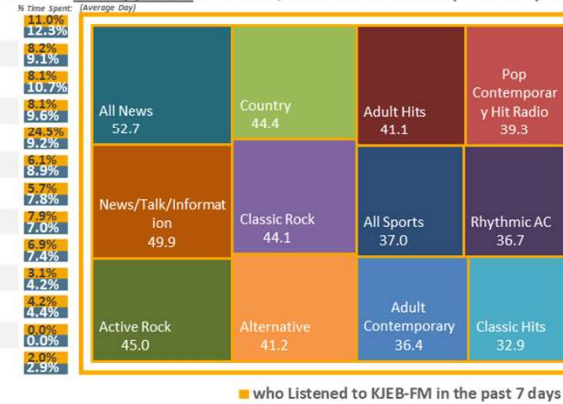 % Time Spent: (Average Day)
11.0%
12.3%
8.2%
9.1%
8.1%
10.7%
8.1%
9.6%
24.5%
9.2%
6.1%
8.9%
5.7%
7.8%
7.9%
7.0%
6.9%
7.4%
3.1%
4.2%
4.2%
4.4%
0.0%
0.0%
2.0%
2.9%
All News
52.7
Country
44.4
Adult Hits
41.1
Pop
Contemporar
y Hit Radio
39.3
News/Talk/Informat
ion
49.9
Classic Rock
44.1
All Sports
37.0
Rhythmic AC
36.7
Active Rock
45.0
Alternative
41.2
Adult
Contemporary
36.4
Classic Hits
32.9
who Listened to KJEB-FM in the past 7 days